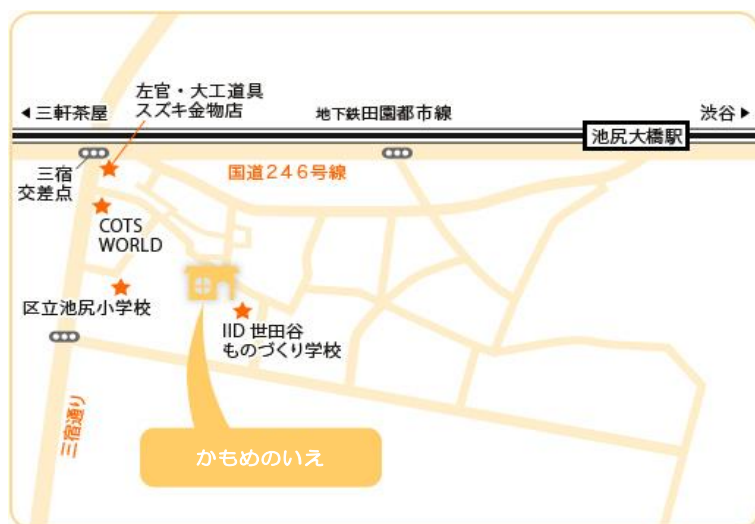 左官・大工道具
スズキ金物店
◀三軒茶屋
地下鉄田園都市線
渋谷▶
池尻大橋駅
三宿
交差点
国道246号線
COTS
WORLD
区立池尻小学校
IID 世田谷
ものづくり学校
三宿通り
かもめのいえ